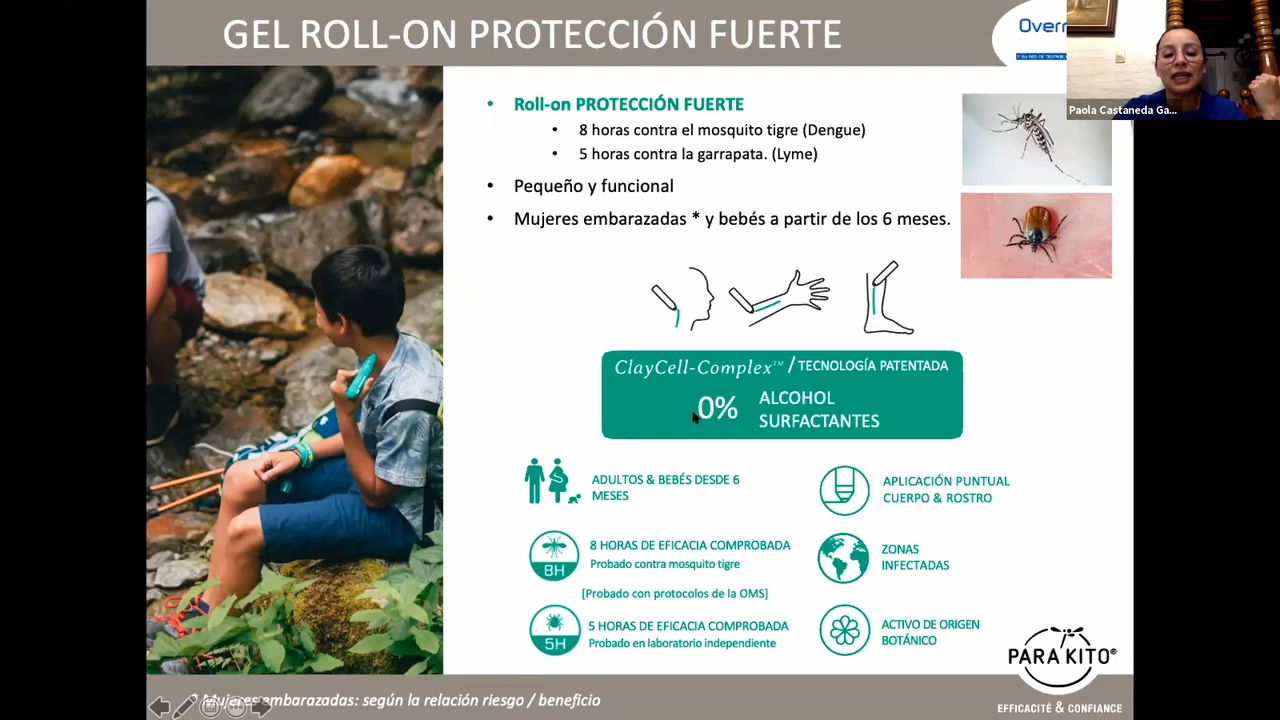 GEL ROLL-ON PROTECCIÓN FUERTE
Paola Castaneda Ga...
• Roll-on PROTECCIÓN FUERTE
• 8 horas contra el mosquito tigre (Dengue)
• 5 horas contra la garrapata. (Lyme)
• Pequeño y funcional
• Mujeres embarazadas * y bebés a partir de los 6 meses.
ClayCell-Complex™ / TECNOLOGÍA PATENTADA
0% ALCOHOL
SURFACTANTES
ADULTOS & BEBÉS DESDE 6
MESES
APLICACIÓN PUNTUAL
CUERPO & ROSTRO
8H
8 HORAS DE EFICACIA COMPROBADA
Probado contra mosquito tigre
[Probado con protocolos de la OMS]
ZONAS
INFECTADAS
5H
5 HORAS DE EFICACIA COMPROBADA
Probado en laboratorio independiente
ACTIVO DE ORIGEN
BOTÁNICO
PARA KITO®
EFFICACITÉ & CONFIANCE
* Mujeres embarazadas: según la relación riesgo / beneficio